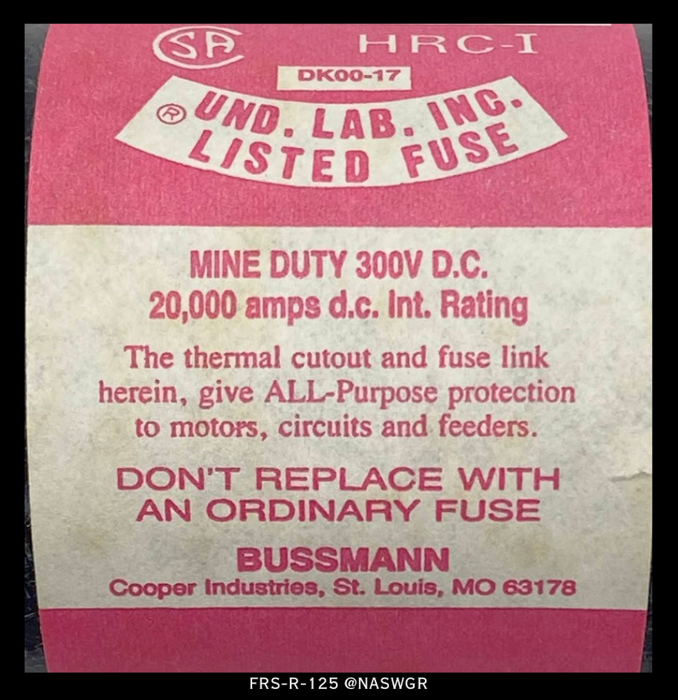 SA HRC-I
DK00-17
® UND. LAB. INC.
LISTED FUSE
MINE DUTY 300V D.C.
20,000 amps d.c. Int. Rating
The thermal cutout and fuse link
herein, give ALL-Purpose protection
to motors, circuits and feeders.
DON'T REPLACE WITH
AN ORDINARY FUSE
BUSSMANN
Cooper Industries, St. Louis, MO 63178
FRS-R-125 @NASWGR